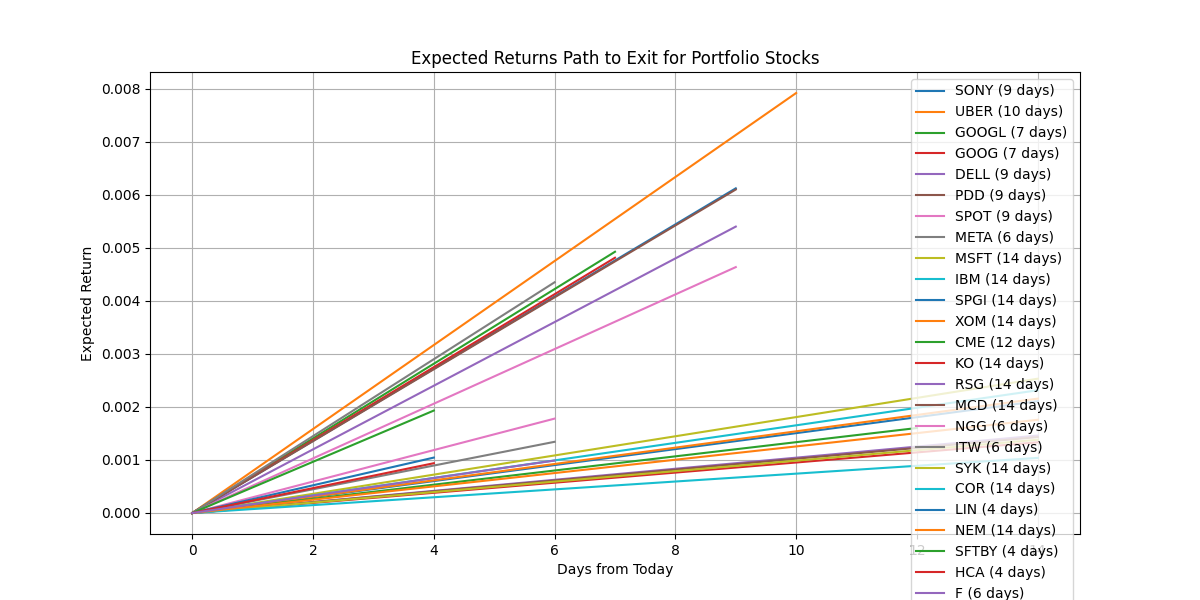 Expected Returns Path to Exit for Portfolio Stocks
Expected Return
0.008
0.007
0.006
0.005
0.004
0.003
0.002
0.001
0.000
0
2
4
6
8
10
12
Days from Today
SONY (9 days)
UBER (10 days)
GOOGL (7 days)
GOOG (7 days)
DELL (9 days)
PDD (9 days)
SPOT (9 days)
META (6 days)
MSFT (14 days)
IBM (14 days)
SPGI (14 days)
XOM (14 days)
CME (12 days)
KO (14 days)
RSG (14 days)
MCD (14 days)
NGG (6 days)
ITW (6 days)
SYK (14 days)
COR (14 days)
LIN (4 days)
NEM (14 days)
SFTBY (4 days)
HCA (4 days)
F (6 days)